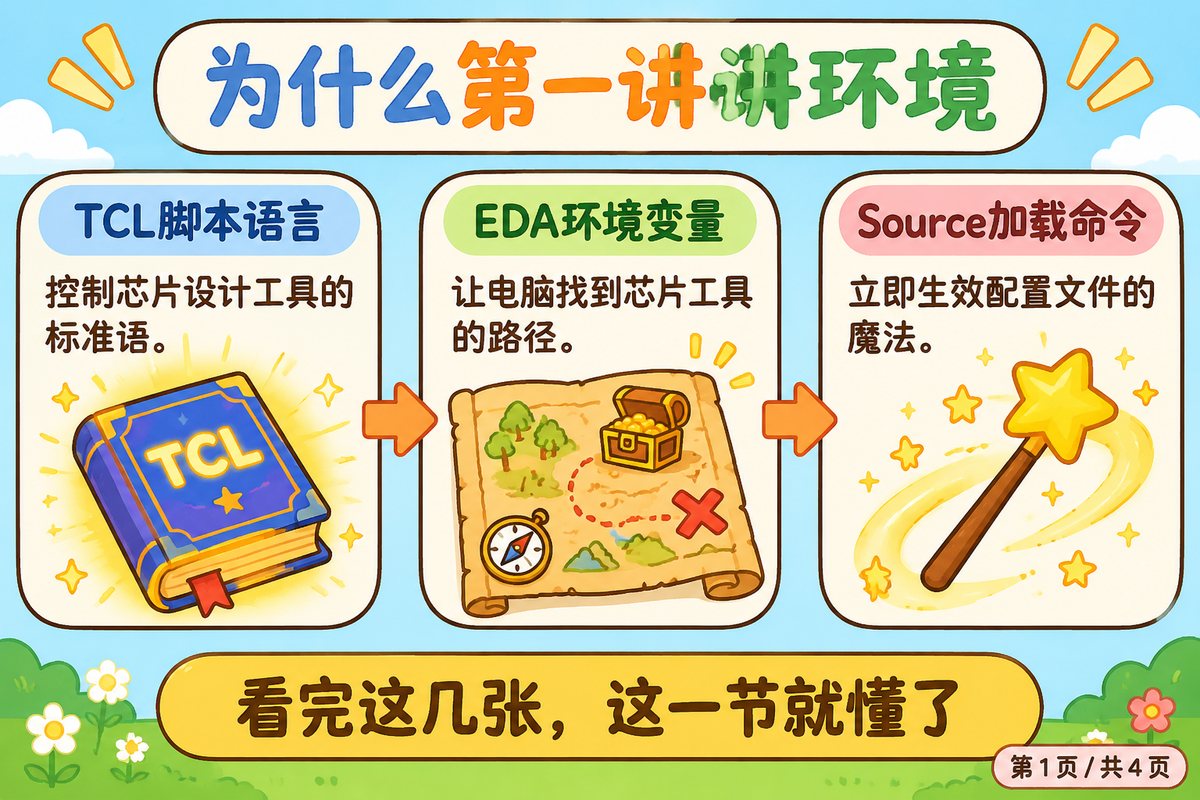 为什么第一讲讲环境
TCL脚本语言
控制芯片设计工具的
标准语。
TCL
EDA环境变量
让电脑找到芯片工具
的路径。
Source加载命令
立即生效配置文件的
魔法。
看完这几张，这一节就懂了
第1页/共4页